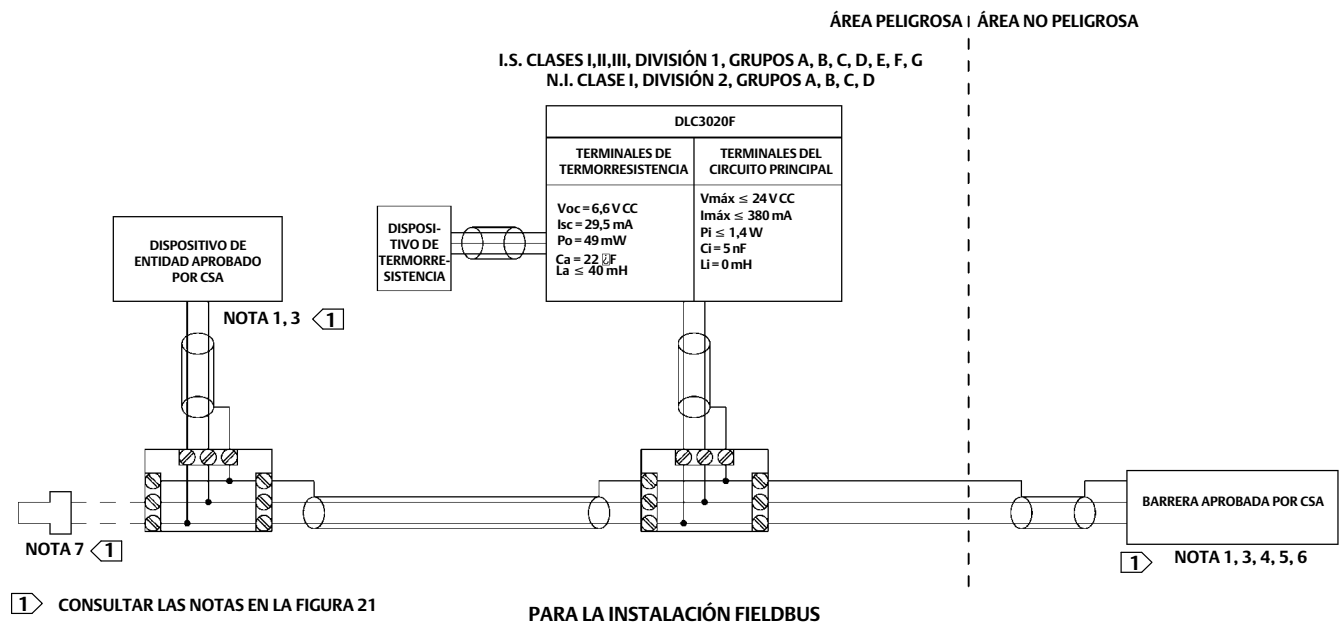 ÁREA PELIGROSA
ÁREA NO PELIGROSA
I.S. CLASES I,II,III, DIVISIÓN 1, GRUPOS A, B, C, D, E, F, G
N.I. CLASE I, DIVISIÓN 2, GRUPOS A, B, C, D
DLC3020F
TERMINALES DE
TERMORRESISTENCIA
TERMINALES DEL
CIRCUITO PRINCIPAL
Voc = 6,6 V CC
Isc = 29,5 mA
Po = 49 mW
Ca = 22 F
La ≤ 40 mH
Vmáx ≤ 24 V CC
Imáx ≤ 380 mA
Pi ≤ 1,4 W
Ci = 5 nF
Li = 0 mH
DISPOSI-
TIVO DE
TERMORRE-
SISTENCIA
DISPOSITIVO DE
ENTIDAD APROBADO
POR CSA
NOTA 1, 3 1
BARRERA APROBADA POR CSA
NOTA 7 1
1 NOTA 1, 3, 4, 5, 6
1 CONSULTAR LAS NOTAS EN LA FIGURA 21
PARA LA INSTALACIÓN FIELDBUS